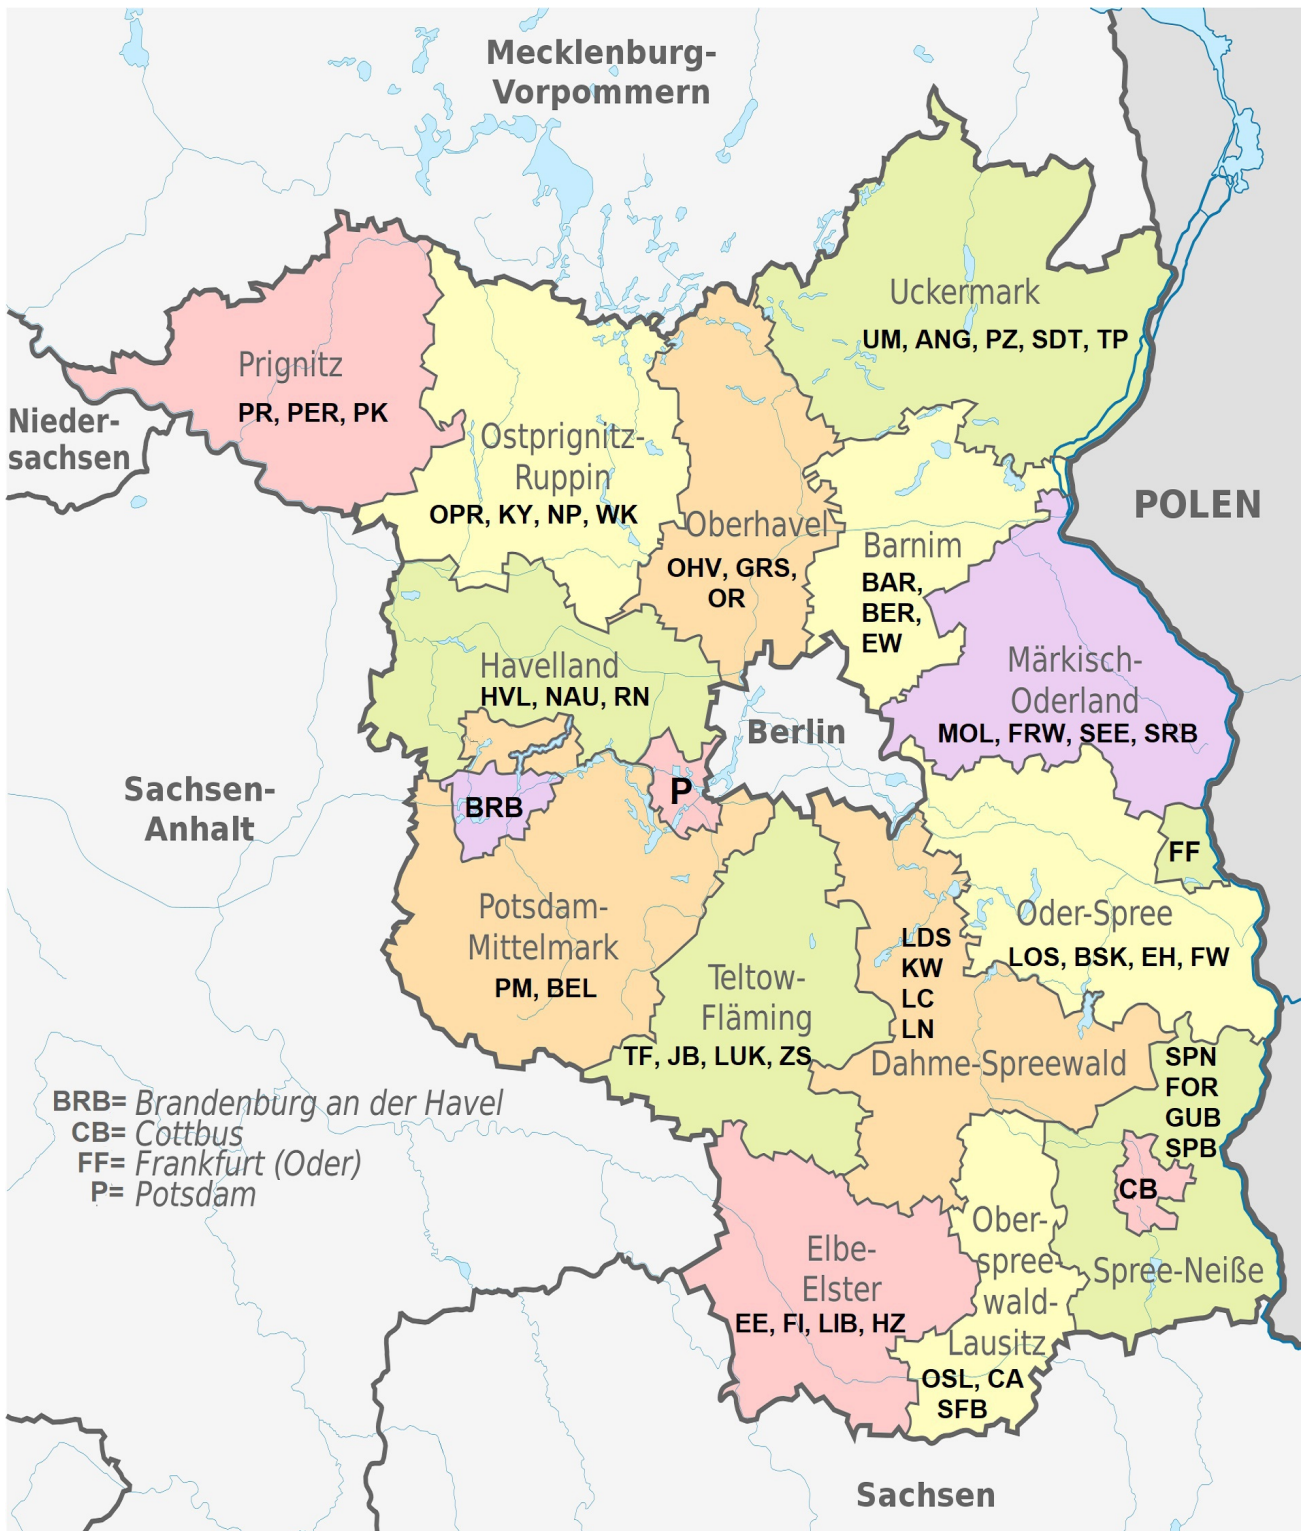 Mecklenburg-
Vorpommern
Uckermark
UM, ANG, PZ, SDT, TP
Prignitz
PR, PER, PK
Nieder-
sachsen
Ostprignitz-
Ruppin
OPR, KY, NP, WK
POLEN
Oberhavel
OHV, GRS,
OR
Barnim
BAR,
BER,
EW
Havelland
HVL, NAU, RN
Märkisch-
Oderland
MOL, FRW, SEE, SRB
Berlin
Sachsen-
Anhalt
BRB
P
FF
Potsdam-
Mittelmark
PM, BEL
Oder-Spree
LOS, BSK, EH, FW
LDS
KW
LC
LN
Dahme-Spreewald
Teltow-
Fläming
TF, JB, LUK, ZS
SPN
FOR
GUB
SPB
BRB= Brandenburg an der Havel
CB= Cottbus
FF= Frankfurt (Oder)
P= Potsdam
CB
Spree-Neiße
Elbe-
Elster
EE, FI, LIB, HZ
Ober-
spree-
wald-
Lausitz
OSL, CA
SFB
Sachsen